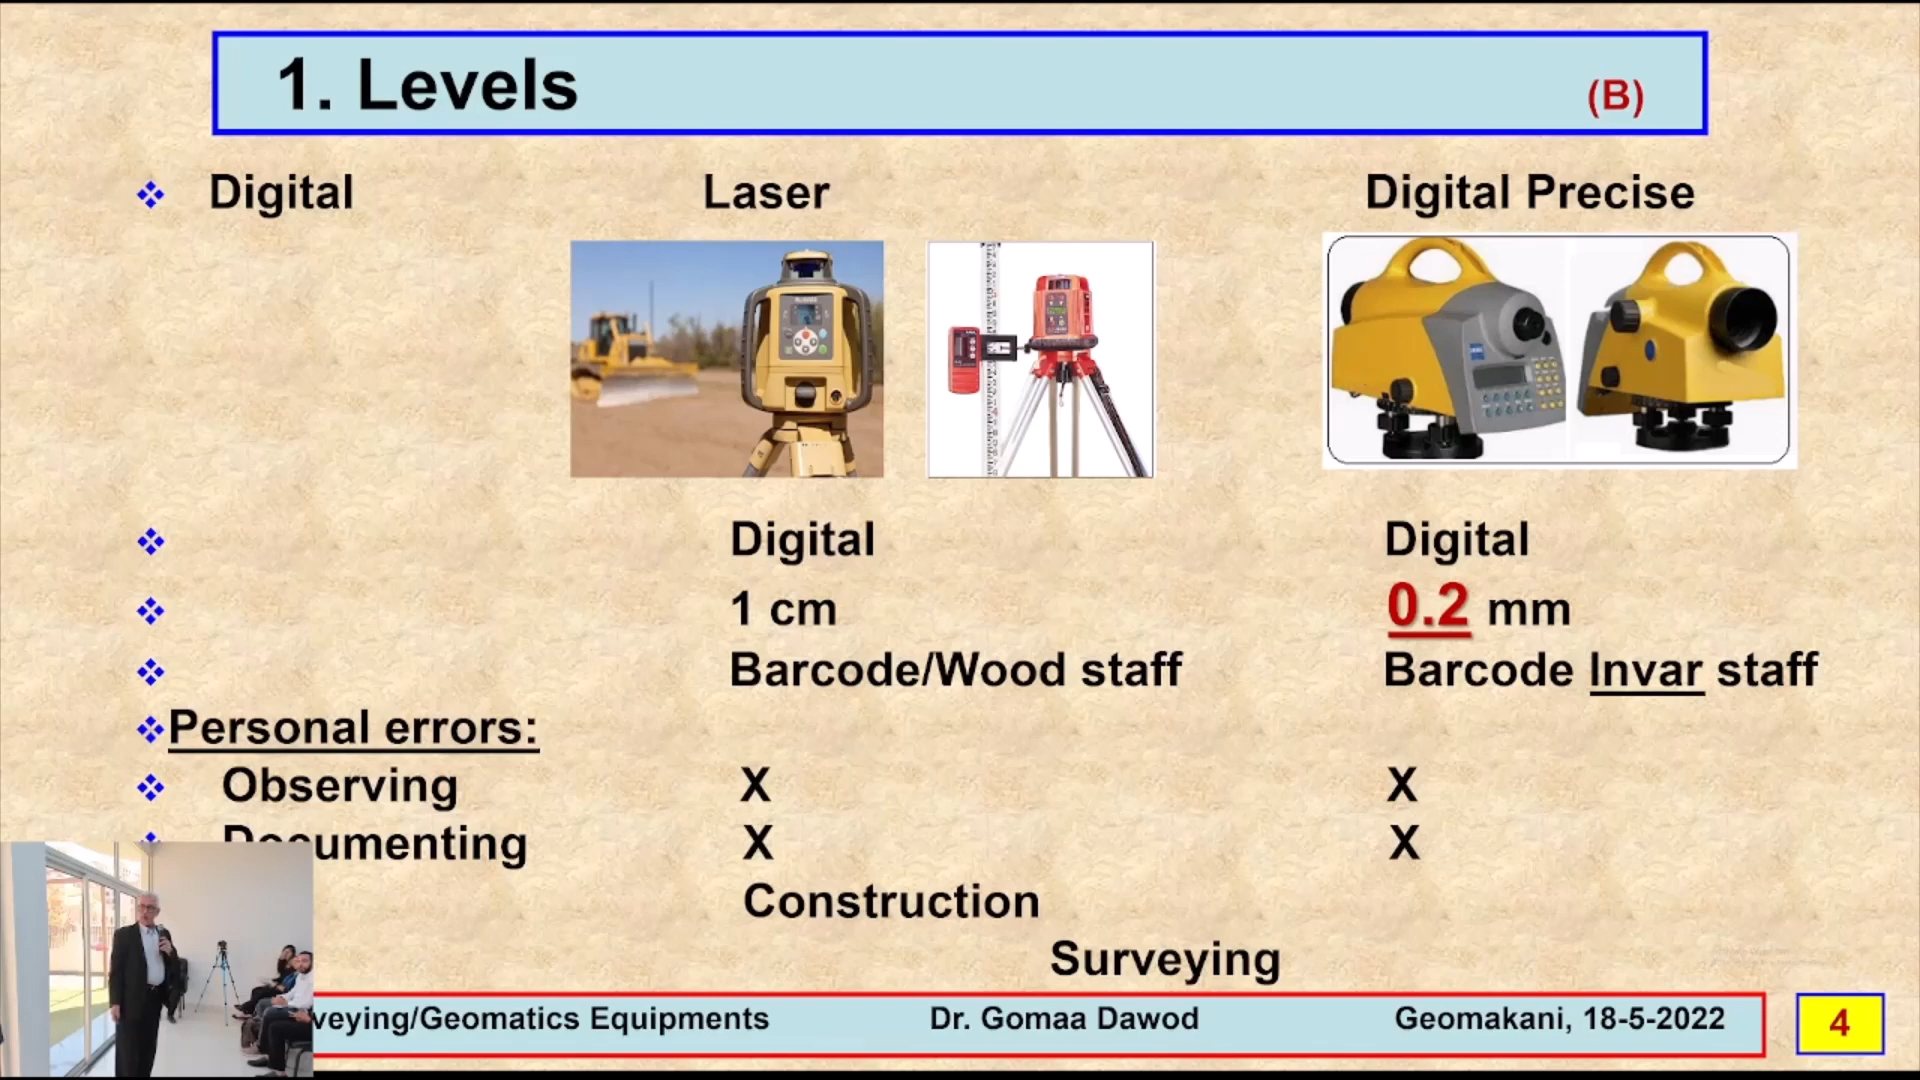 1. Levels (B)
Digital Laser Digital Precise
Digital Digital
1 cm 0.2 mm
Barcode/Wood staff Barcode Invar staff
Personal errors:
Observing X X
Documenting X X
Construction
Surveying
veying/Geomatics Equipments Dr. Gomaa Dawod Geomakani, 18-5-2022 4